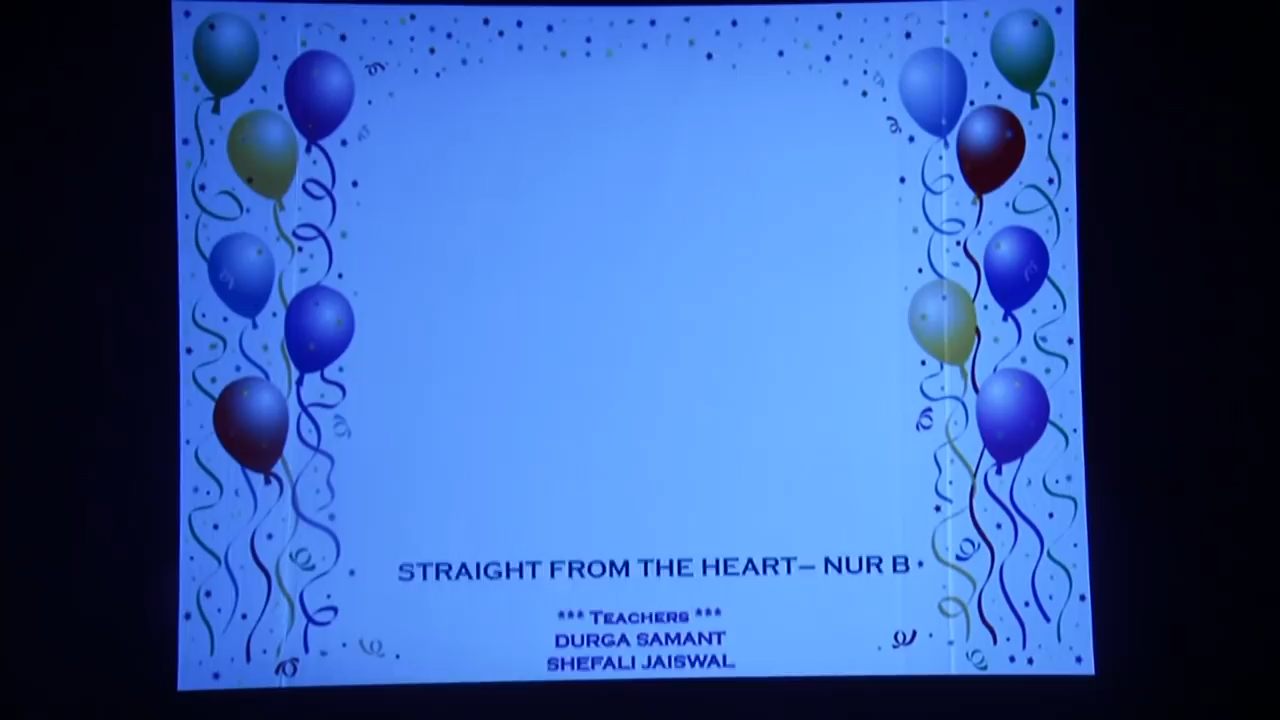 STRAIGHT FROM THE HEART– NUR B
*** TEACHERS ***
DURGA SAMANT
SHEFALI JAISWAL